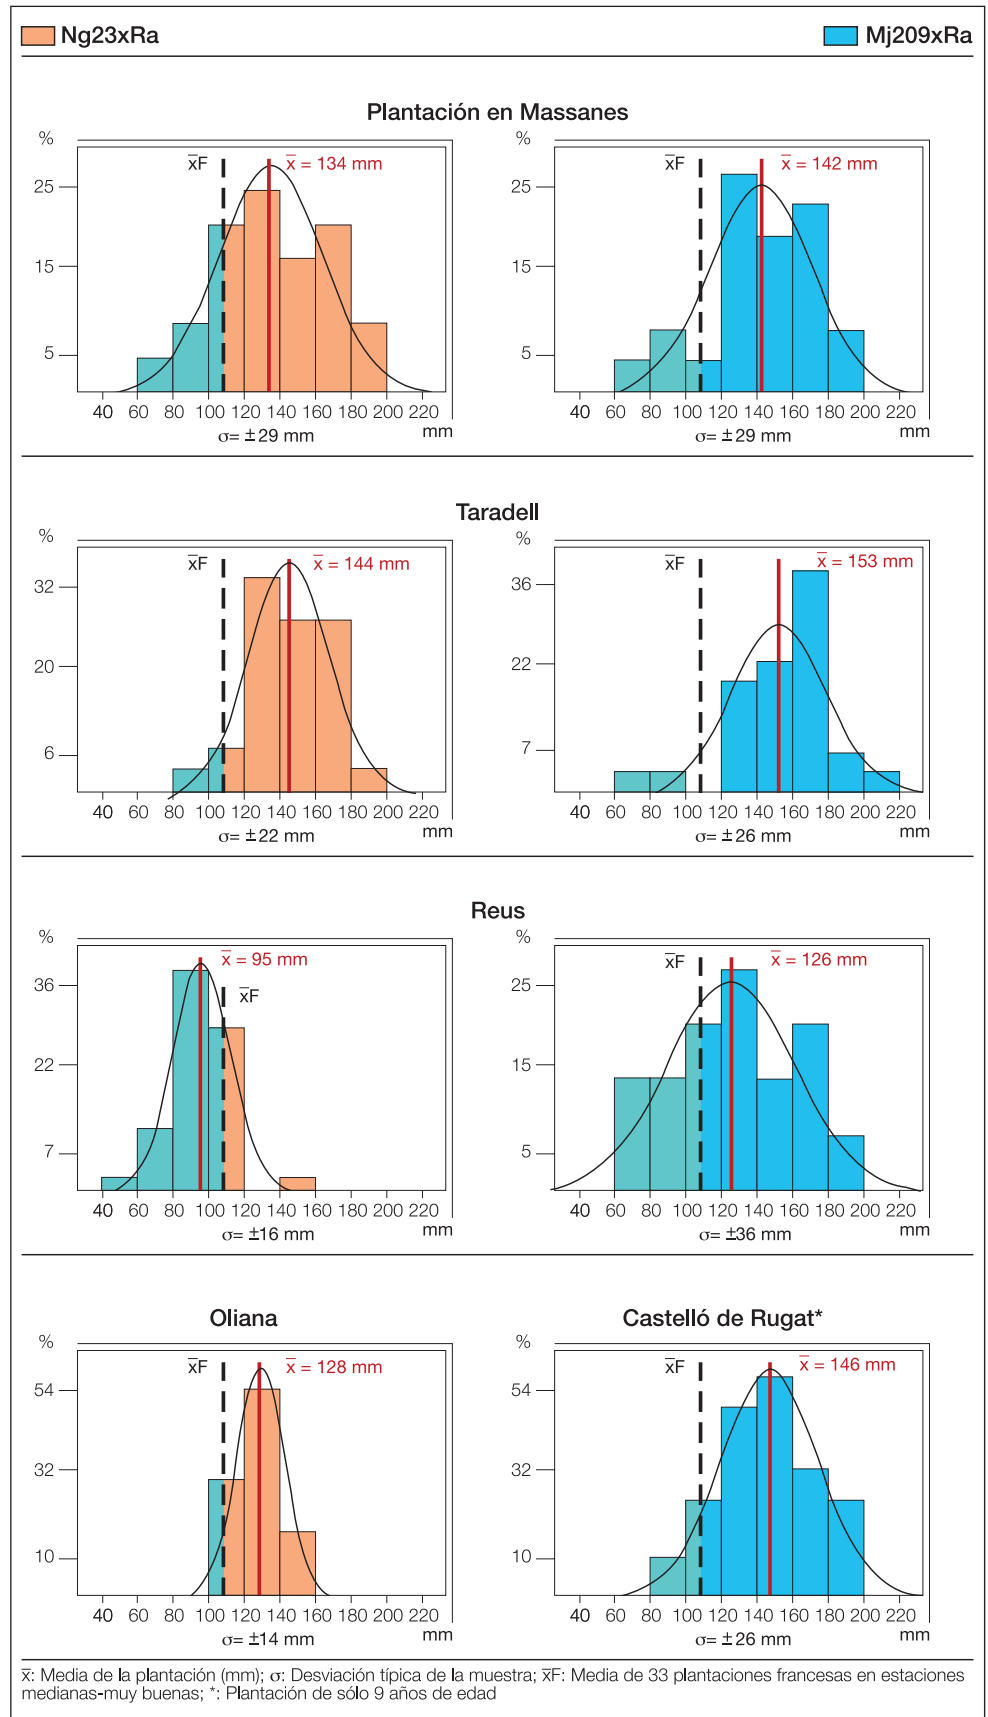 Ng23xRa
Mj209xRa
Plantación en Massanes
%
x̅F
x̅ = 134 mm
25
15
5
40 60 80 100 120 140 160 180 200 220
mm
σ= ±29 mm
%
x̅F
x̅ = 142 mm
25
15
5
40 60 80 100 120 140 160 180 200 220
mm
σ= ±29 mm
Taradell
%
x̅F
x̅ = 144 mm
32
20
6
40 60 80 100 120 140 160 180 200 220
mm
σ= ±22 mm
%
x̅F
x̅ = 153 mm
36
22
7
40 60 80 100 120 140 160 180 200 220
mm
σ= ±26 mm
Reus
%
x̅ = 95 mm
x̅F
36
22
7
40 60 80 100 120 140 160 180 200 220
mm
σ= ±16 mm
%
x̅F
x̅ = 126 mm
25
15
5
40 60 80 100 120 140 160 180 200 220
mm
σ= ±36 mm
Oliana
%
x̅F
x̅ = 128 mm
54
32
10
40 60 80 100 120 140 160 180 200 220
mm
σ= ±14 mm
Castelló de Rugat*
%
x̅F
x̅ = 146 mm
54
32
10
40 60 80 100 120 140 160 180 200 220
mm
σ= ±26 mm
x̅: Media de la plantación (mm); σ: Desviación típica de la muestra; x̅F: Media de 33 plantaciones francesas en estaciones
medianas-muy buenas; *: Plantación de sólo 9 años de edad